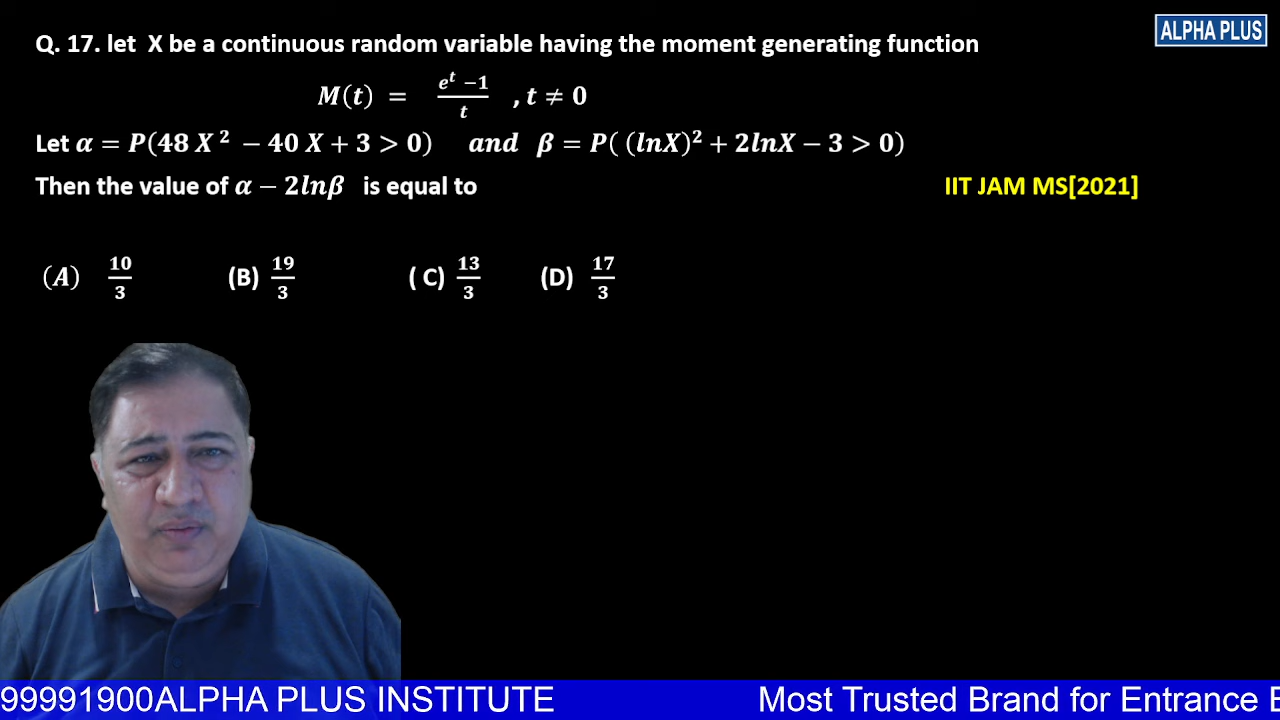 ALPHA PLUS
Q. 17. let X be a continuous random variable having the moment generating function
M(t) = (e^t − 1)/t , t ≠ 0
Let α = P(48 X² − 40 X + 3 > 0) and β = P( (lnX)² + 2lnX − 3 > 0)
Then the value of α − 2lnβ is equal to IIT JAM MS[2021]
(A) 10/3 (B) 19/3 ( C) 13/3 (D) 17/3
99991900ALPHA PLUS INSTITUTE Most Trusted Brand for Entrance E